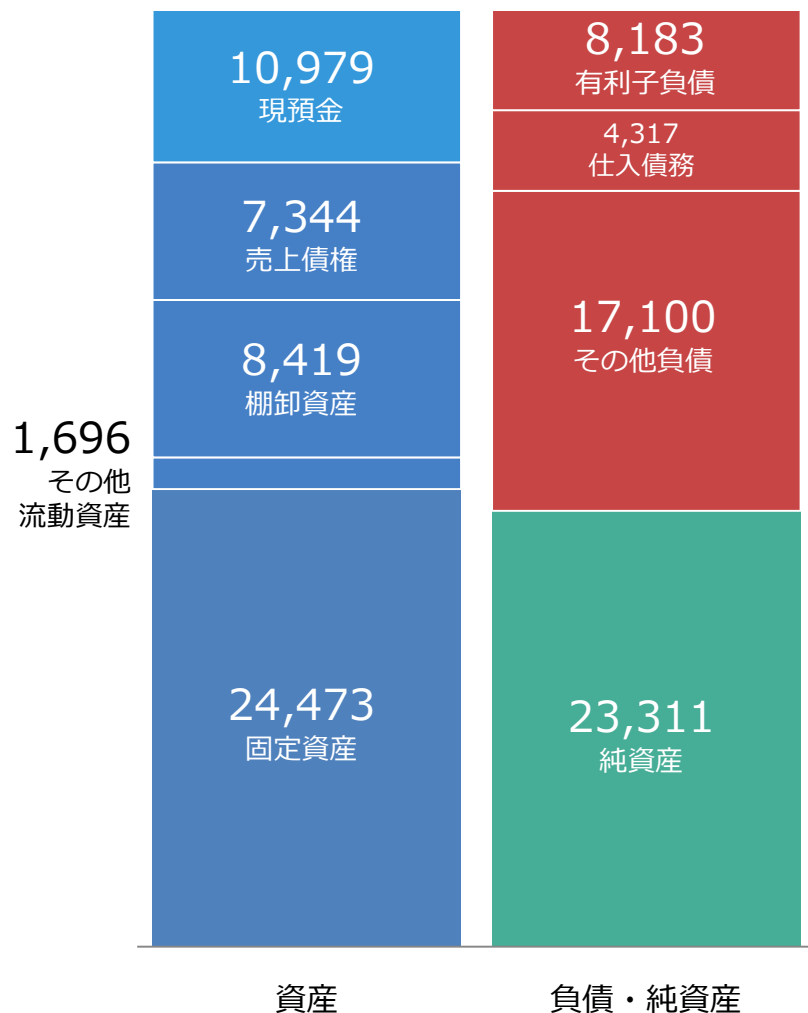 10,979
現預金
7,344
売上債権
8,419
棚卸資産
1,696
その他
流動資産
24,473
固定資産
8,183
有利子負債
4,317
仕入債務
17,100
その他負債
23,311
純資産
資産
負債・純資産